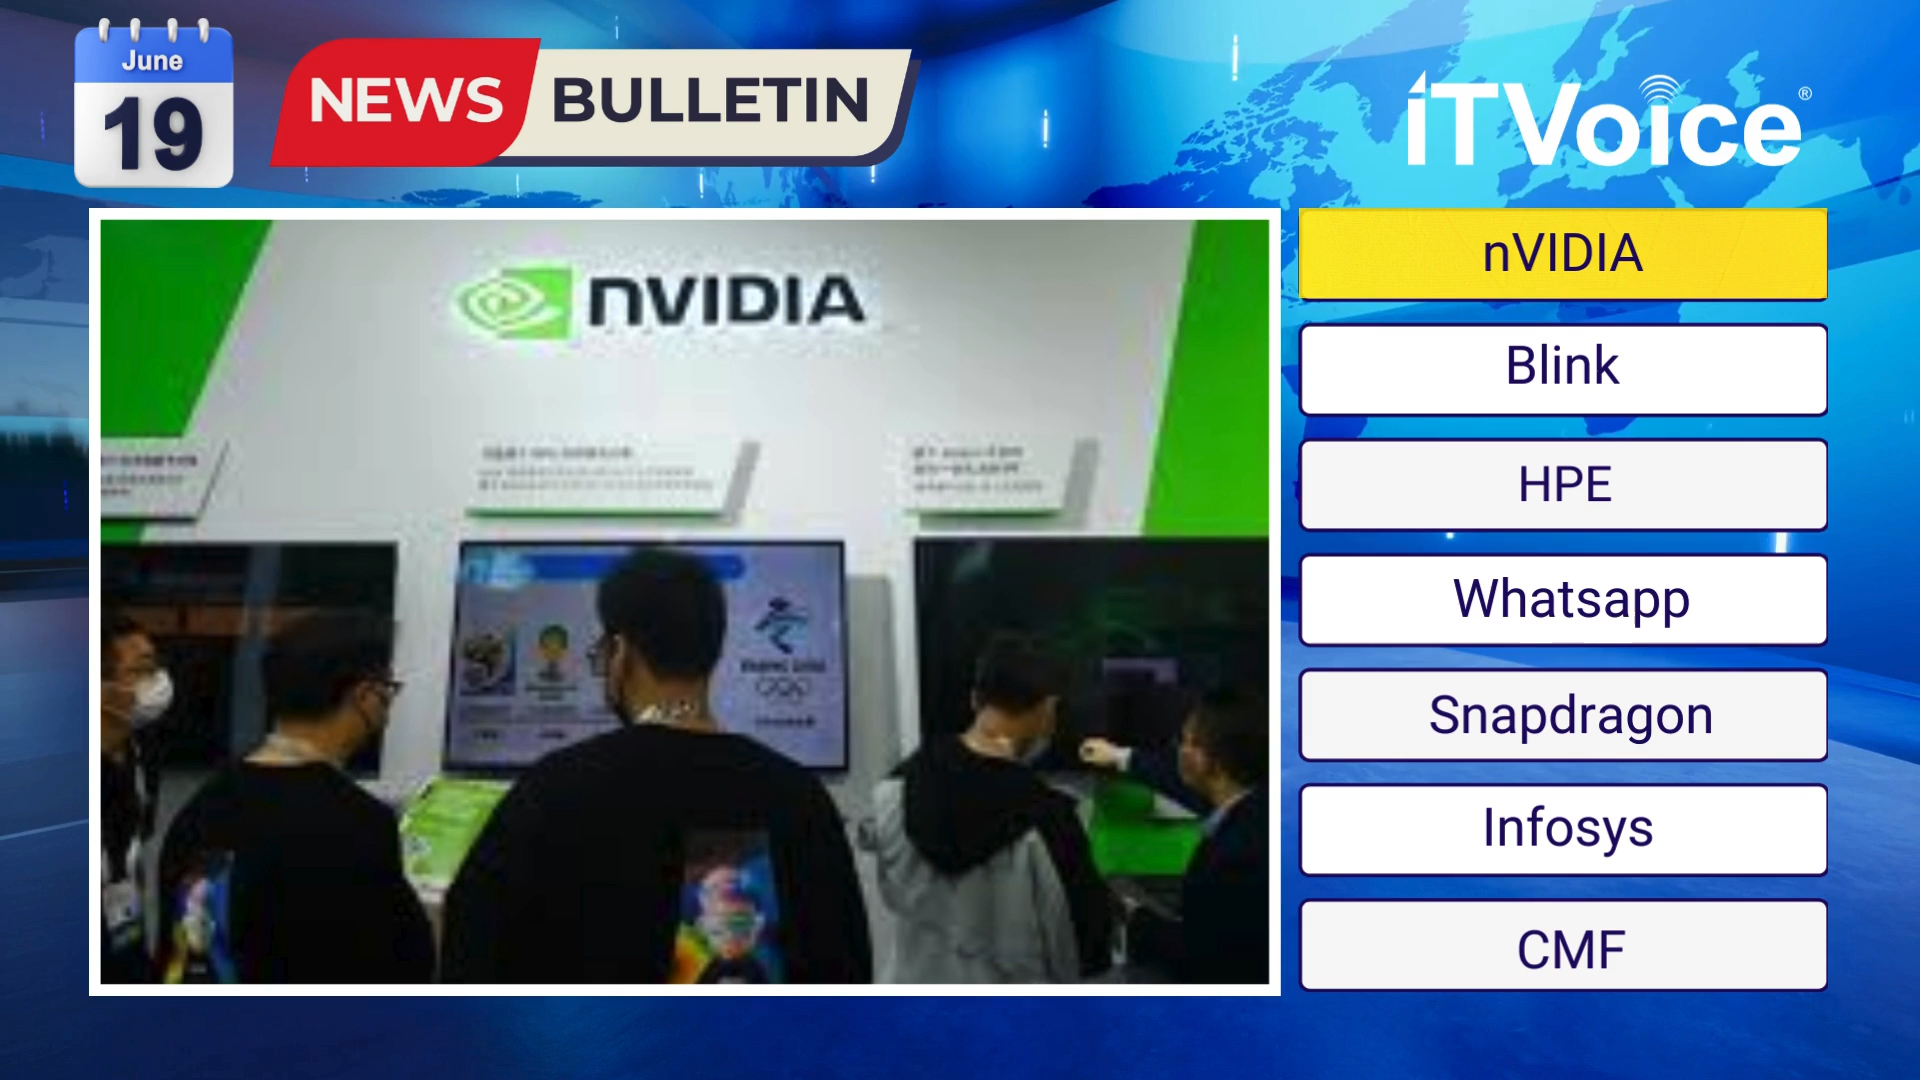 June
19
NEWS BULLETIN
iTVoice®
nVIDIA
nVIDIA
Blink
HPE
Whatsapp
Snapdragon
Infosys
CMF